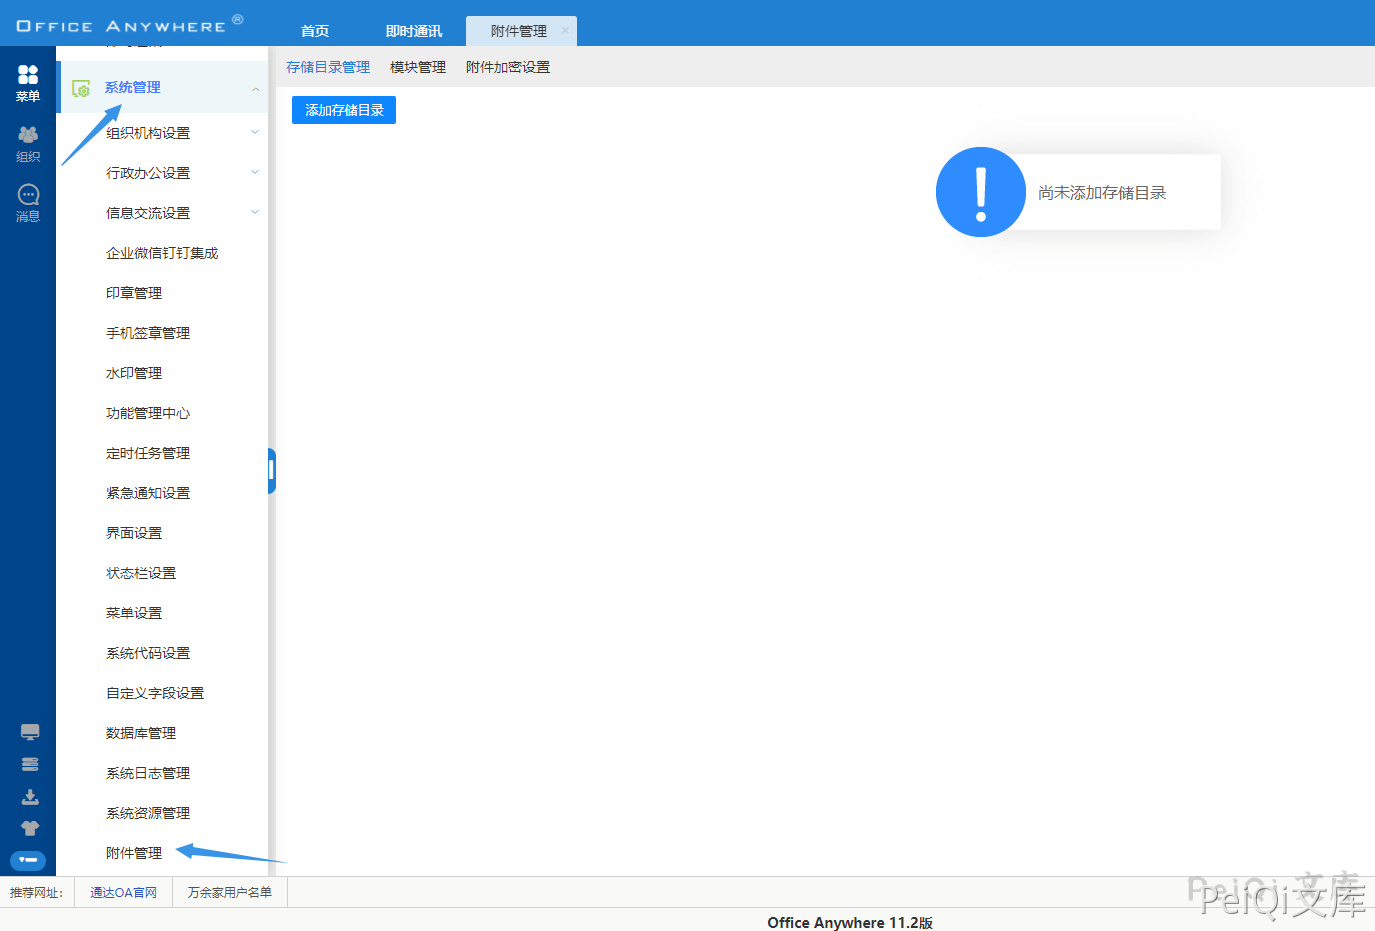 OFFICE ANYWHERE®
首页
即时通讯
附件管理
×
菜单
组织
消息
系统管理
组织机构设置
行政办公设置
信息交流设置
企业微信钉钉集成
印章管理
手机签章管理
水印管理
功能管理中心
定时任务管理
紧急通知设置
界面设置
状态栏设置
菜单设置
系统代码设置
自定义字段设置
数据库管理
系统日志管理
系统资源管理
附件管理
存储目录管理
模块管理
附件加密设置
添加存储目录
尚未添加存储目录
推荐网址:
通达OA官网
万余家用户名单
PeiQi 文库
PeiQi文库
Office Anywhere 11.2版